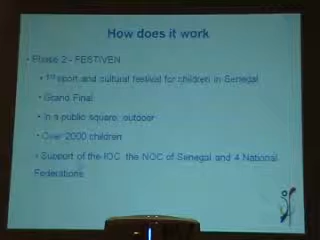 How does it work
• Phase 2 - FESTIVEN
• 1st sport and cultural festival for children in Senegal
• Grand Final
• In a public square, outdoor
• Over 2000 children
• Support of the IOC, the NOC of Senegal and 4 National
Federations